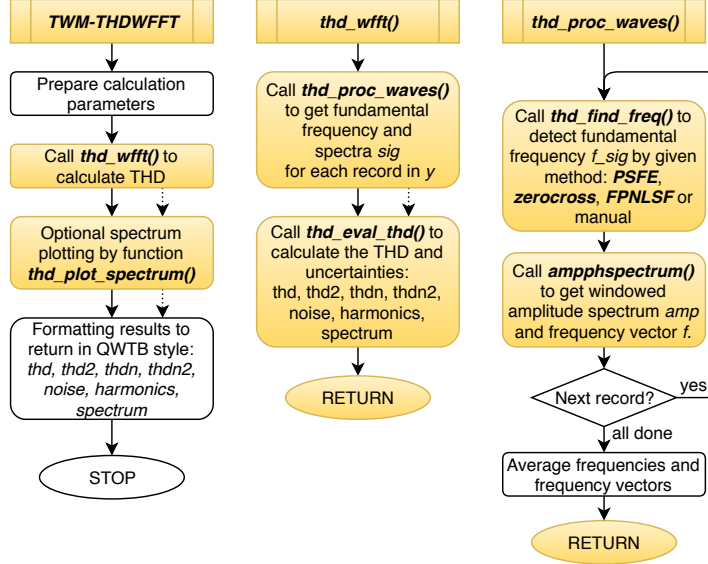 TWM-THDWFFT
Prepare calculation
parameters
Call thd_wfft() to
calculate THD
Optional spectrum
plotting by function
thd_plot_spectrum()
Formatting results to
return in QWTB style:
thd, thd2, thdn, thdn2,
noise, harmonics,
spectrum
STOP
thd_wfft()
Call thd_proc_waves()
to get fundamental
frequency and
spectra sig
for each record in y
Call thd_eval_thd() to
calculate the THD and
uncertainties:
thd, thd2, thdn, thdn2,
noise, harmonics,
spectrum
RETURN
thd_proc_waves()
Call thd_find_freq() to
detect fundamental
frequency f_sig by given
method: PSFE,
zerocross, FPNLSF or
manual
Call ampphspectrum()
to get windowed
amplitude spectrum amp
and frequency vector f.
Next record?
yes
all done
Average frequencies and
frequency vectors
RETURN